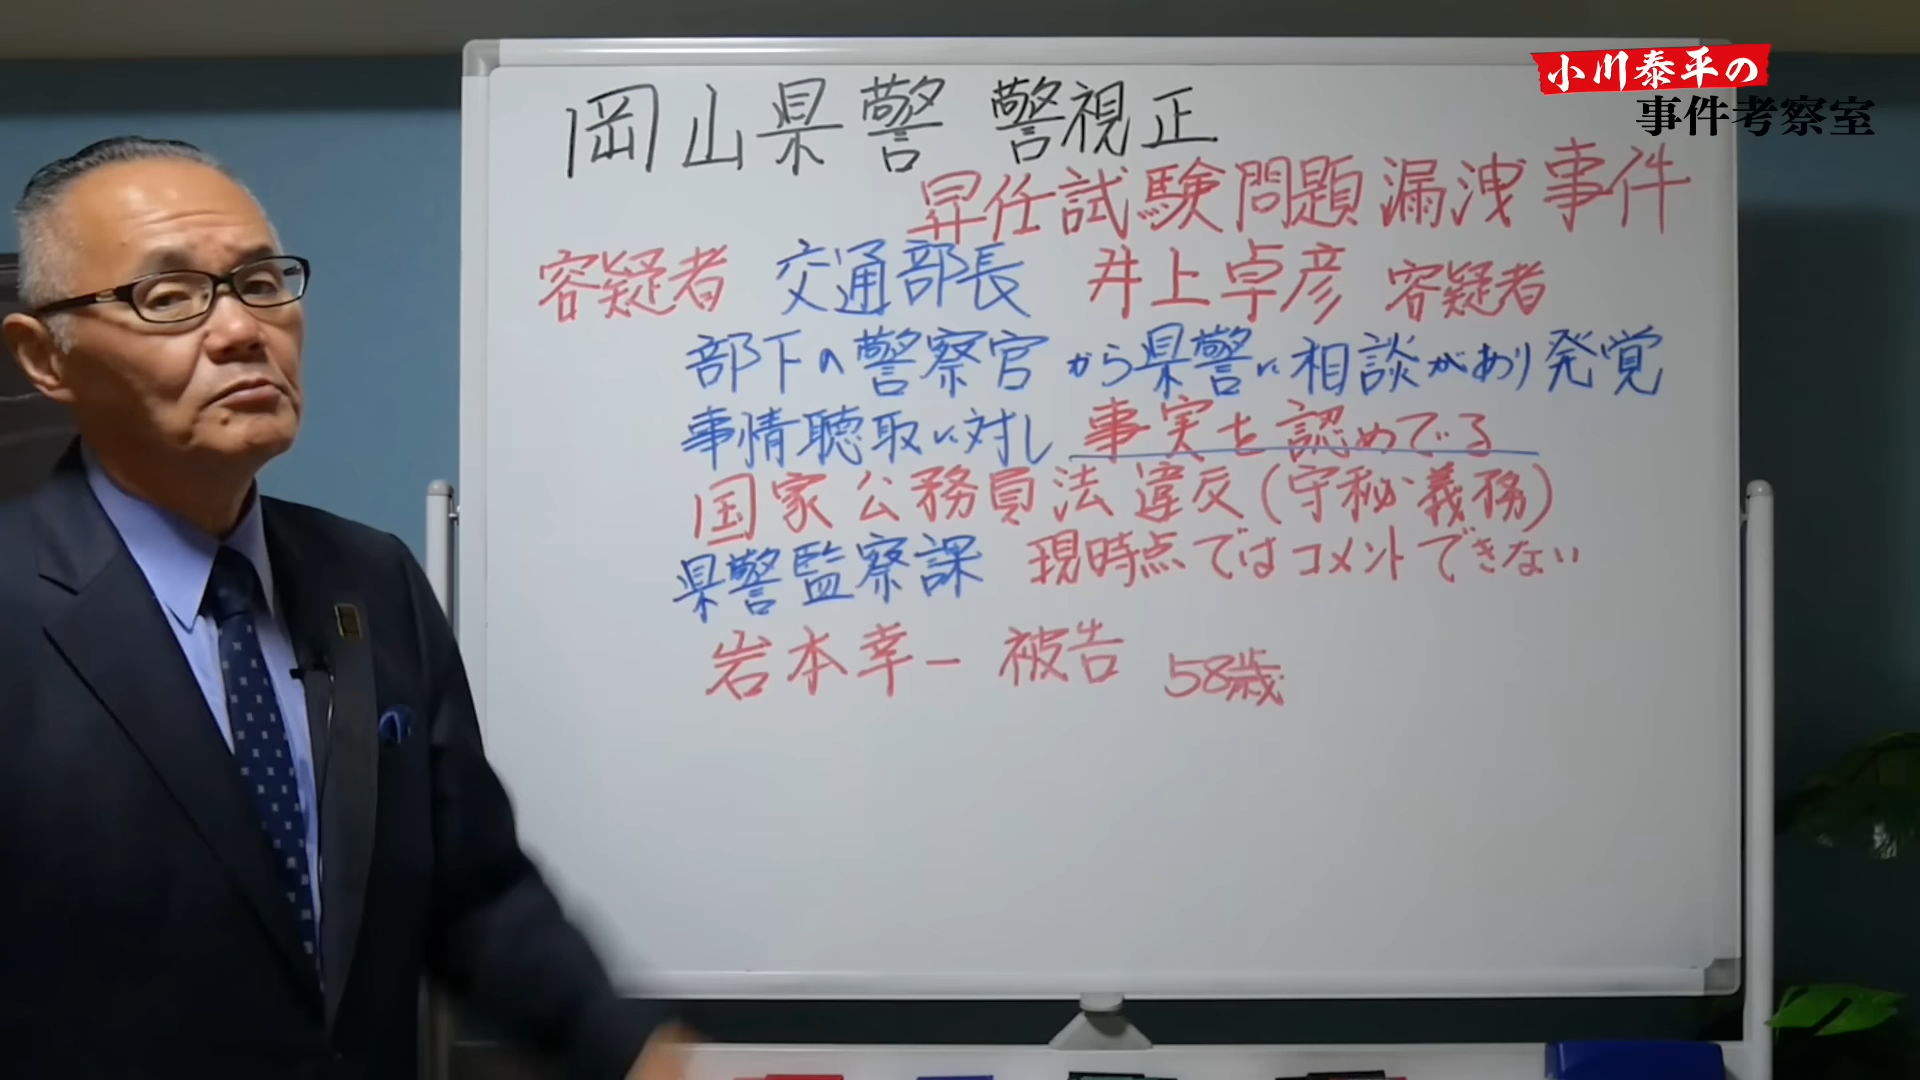 小川泰平の
事件考察室
岡山県警 警視正
昇任試験問題漏洩事件
容疑者 交通部長 井上卓彦 容疑者
部下の警察官から県警に相談があり発覚
事情聴取に対し事実を認めてる
国家公務員法違反(守秘義務)
県警監察課 現時点ではコメントできない
岩本幸一 被告 58歳